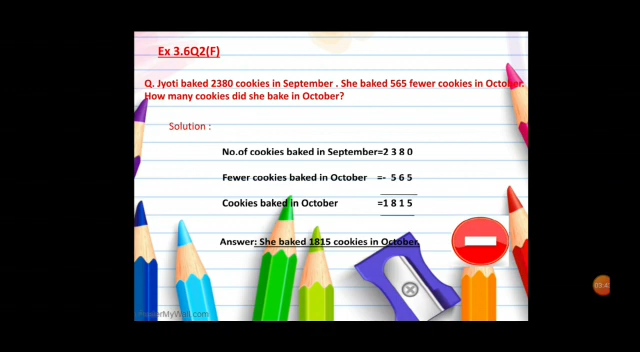 Ex 3.6Q2(F)
Q. Jyoti baked 2380 cookies in September . She baked 565 fewer cookies in October.
How many cookies did she bake in October?
Solution :
No.of cookies baked in September=2 3 8 0
Fewer cookies baked in October =- 5 6 5
Cookies baked in October =1 8 1 5
Answer: She baked 1815 cookies in October.